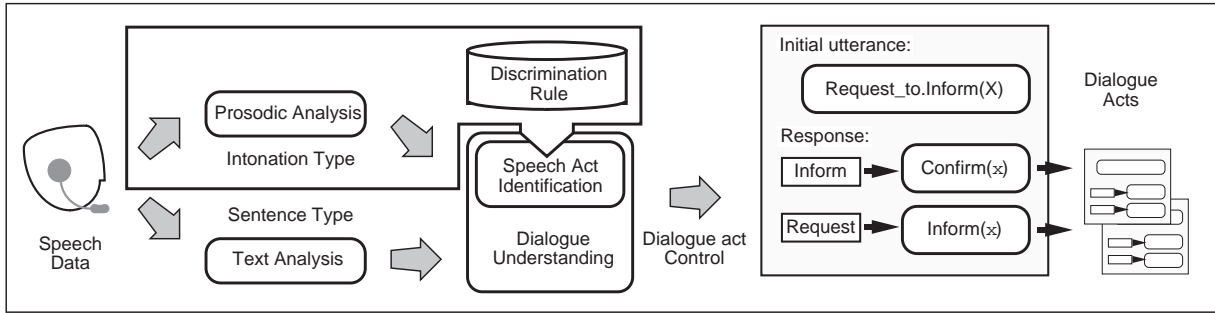 Speech
Data
Prosodic Analysis
Intonation Type
Sentence Type
Text Analysis
Discrimination
Rule
Speech Act
Identification
Dialogue
Understanding
Dialogue act
Control
Initial utterance:
Request_to.Inform(X)
Response:
Inform
Confirm(x)
Request
Inform(x)
Dialogue
Acts